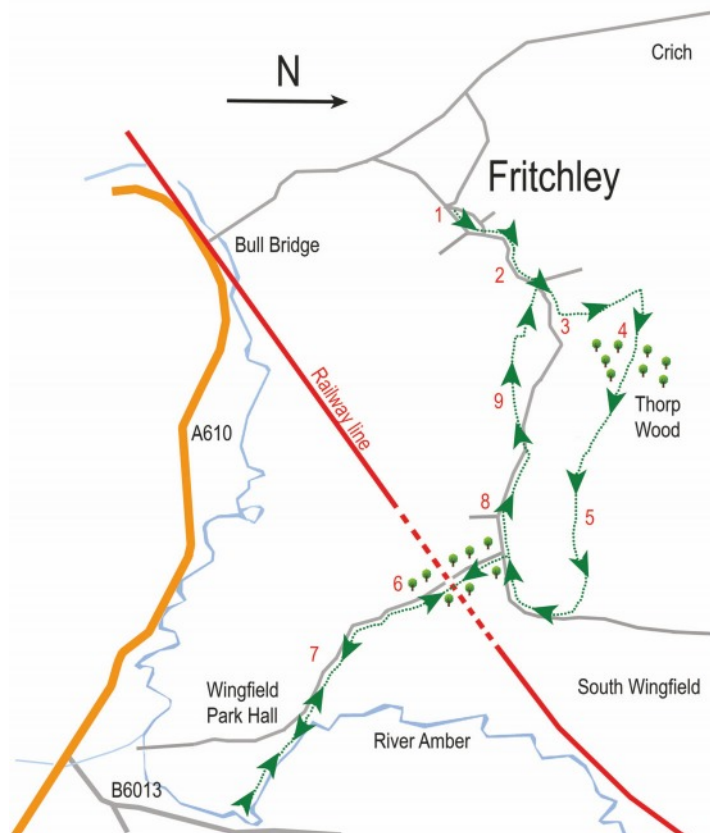 Crich
N
Fritchley
1
Bull Bridge
2
3
4
Railway line
Thorp
Wood
9
A610
8
5
6
7
Wingfield
Park Hall
South Wingfield
River Amber
B6013